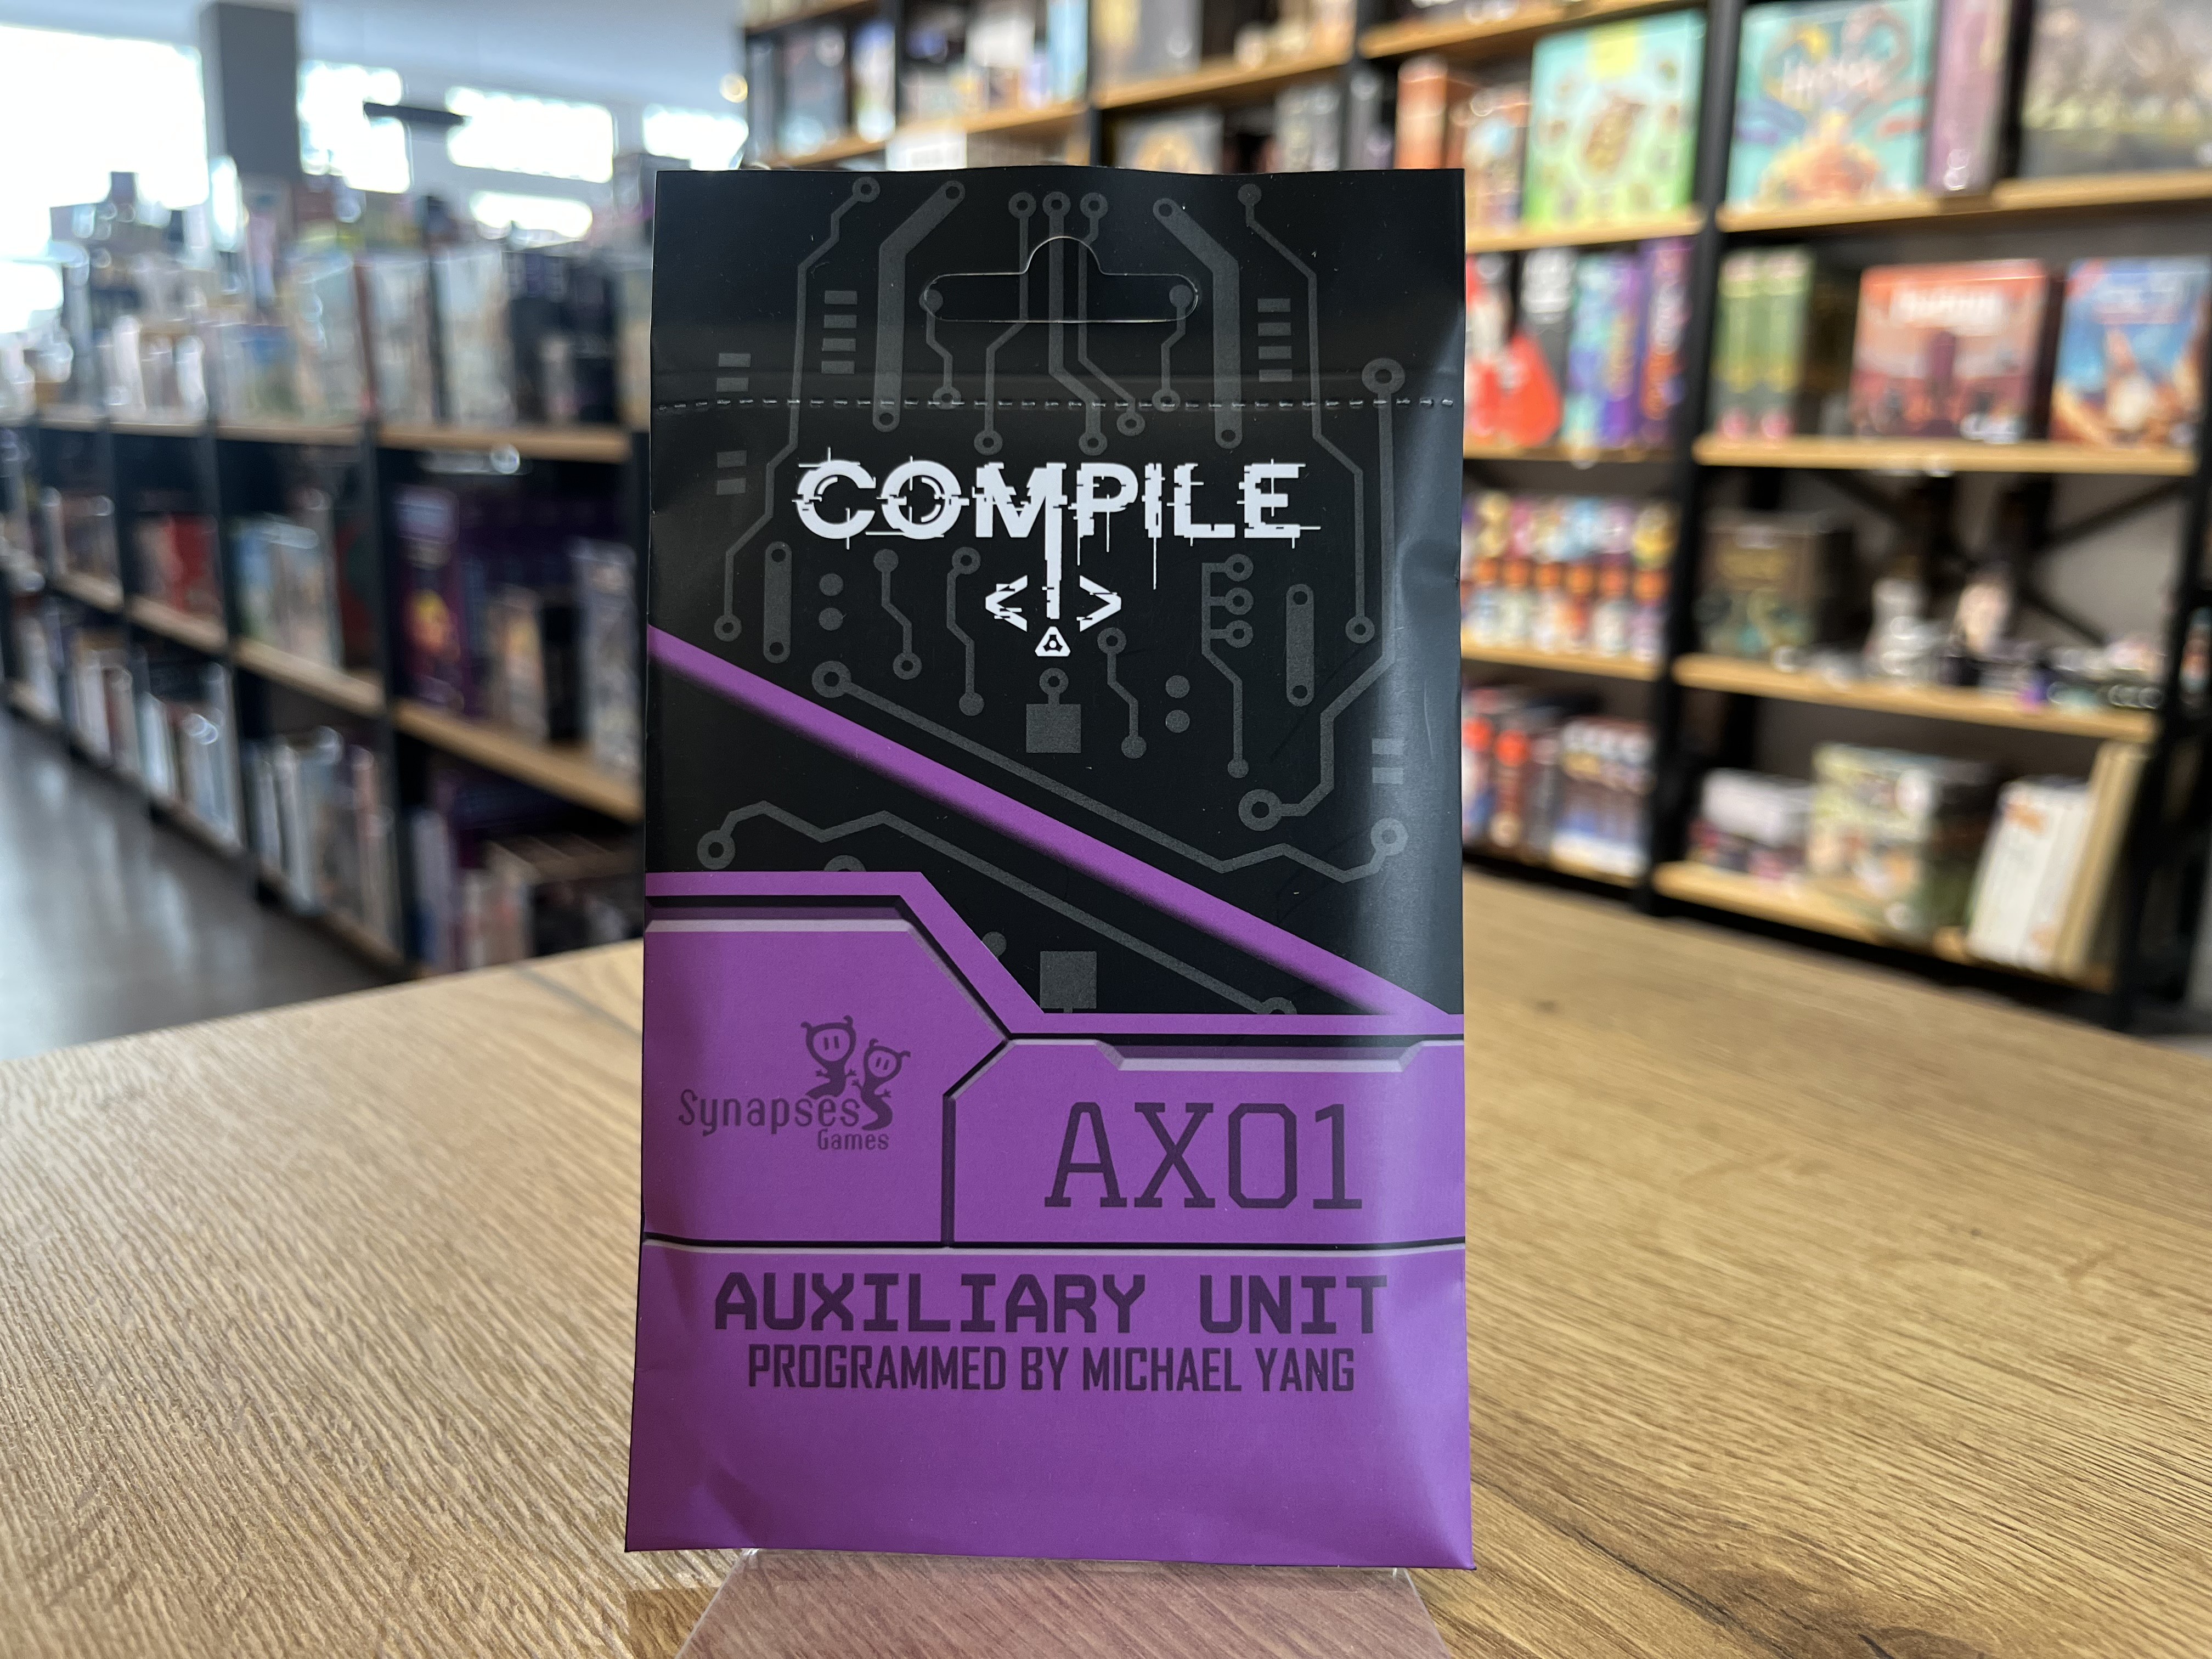 COMPILE
Synapses
Games
AX01
AUXILIARY UNIT
PROGRAMMED BY MICHAEL YANG